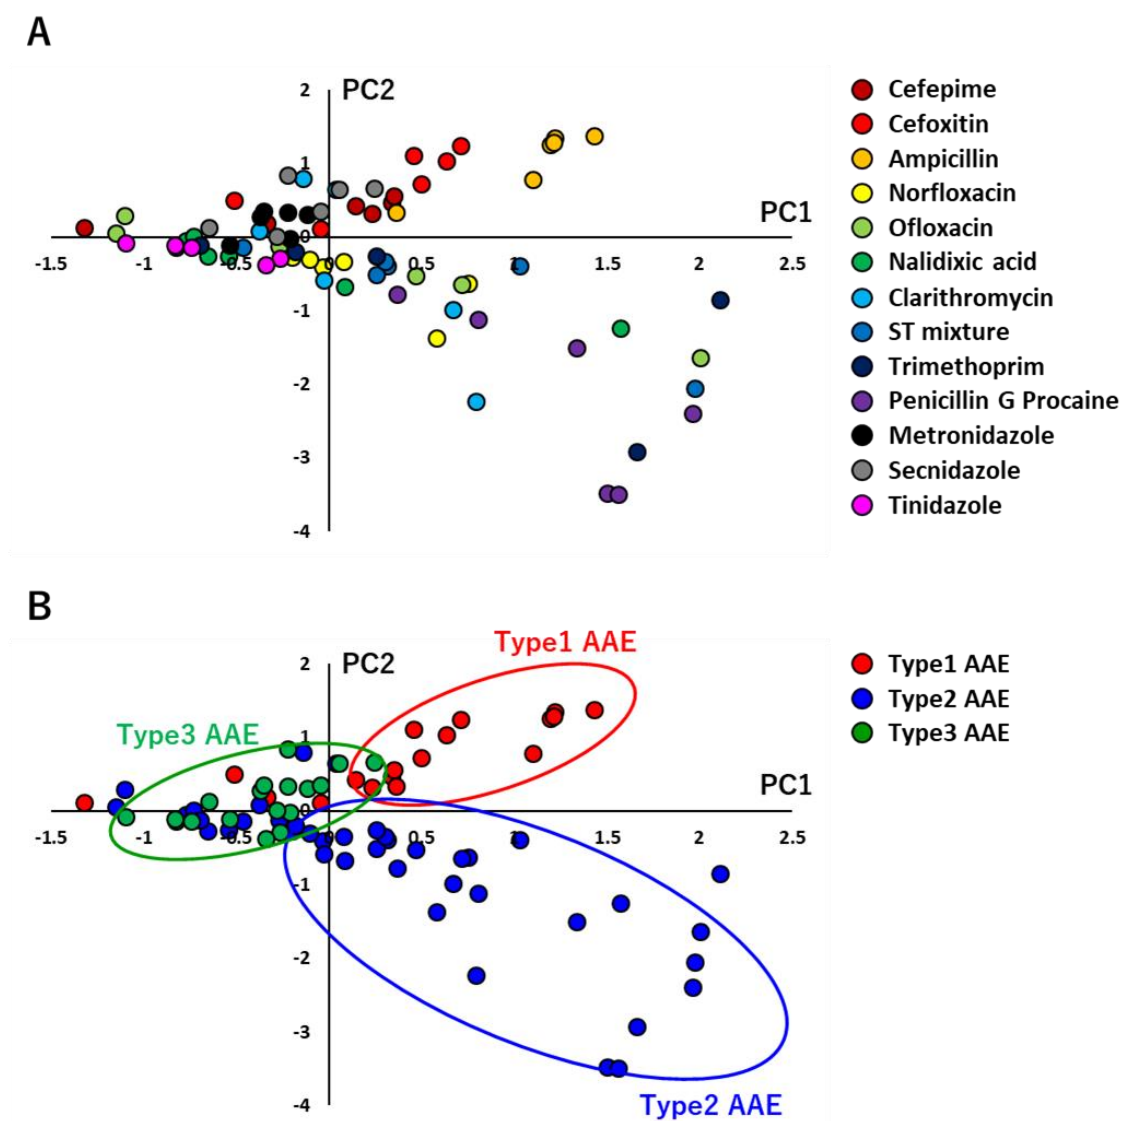 A
PC2
2
1
0
-1
-2
-3
-4
PC1
-1.5
-1
-0.5
0
0.5
1
1.5
2
2.5
Cefepime
Cefoxitin
Ampicillin
Norfloxacin
Ofloxacin
Nalidixic acid
Clarithromycin
ST mixture
Trimethoprim
Penicillin G Procaine
Metronidazole
Secnidazole
Tinidazole
B
Type1 AAE
PC2
Type3 AAE
2
1
0
-1
-2
-3
-4
PC1
-1.5
-1
-0.5
0
0.5
1
1.5
2
2.5
Type2 AAE
Type1 AAE
Type2 AAE
Type3 AAE